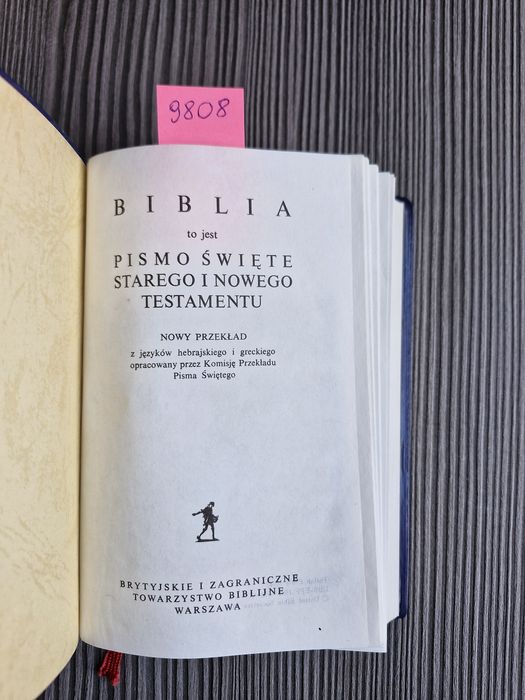 9808
BIBLIA
to jest
PISMO ŚWIĘTE
STAREGO I NOWEGO
TESTAMENTU
NOWY PRZEKŁAD
z języków hebrajskiego i greckiego
opracowany przez Komisję Przekładu
Pisma Świętego
BRYTYJSKIE I ZAGRANICZNE
TOWARZYSTWO BIBLIJNE
WARSZAWA